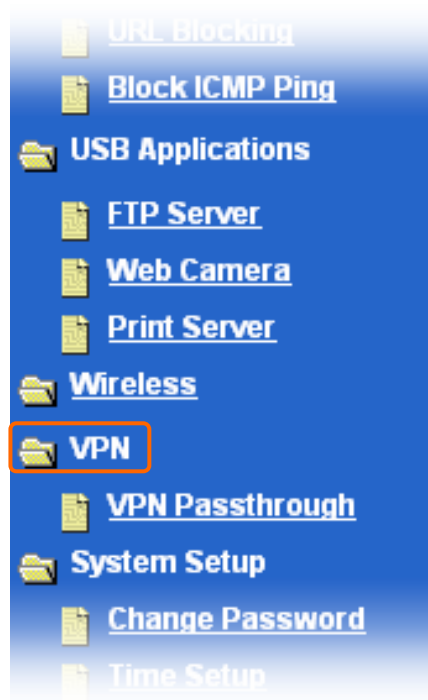 URL Blocking
Block ICMP Ping
USB Applications
FTP Server
Web Camera
Print Server
Wireless
VPN
VPN Passthrough
System Setup
Change Password
Time Setup